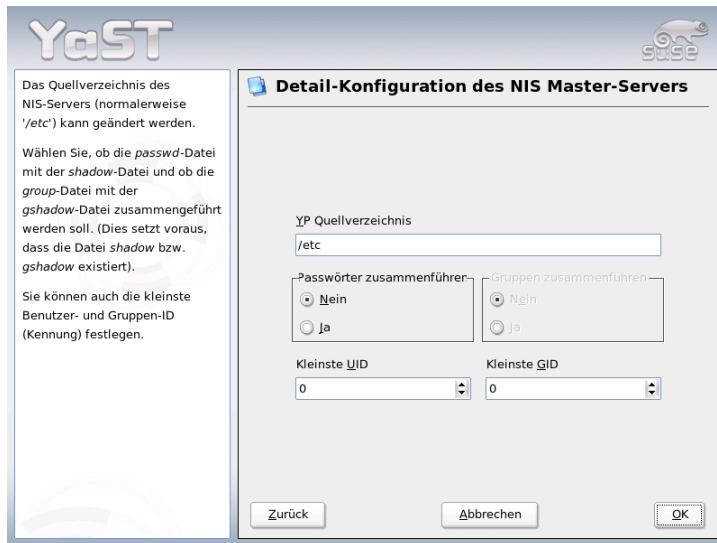 YaST
SUSE
Das Quellverzeichnis des
NIS-Servers (normalerweise
'/etc') kann geändert werden.
Wählen Sie, ob die passwd-Datei
mit der shadow-Datei und ob die
group-Datei mit der
gshadow-Datei zusammengeführt
werden soll. (Dies setzt voraus,
dass die Datei shadow bzw.
gshadow existiert).
Sie können auch die kleinste
Benutzer- und Gruppen-ID
(Kennung) festlegen.
Detail-Konfiguration des NIS Master-Servers
YP Quellverzeichnis
/etc
Passwörter zusammenführen
Nein
Ja
Gruppen zusammenführen
Nein
Ja
Kleinste UID
0
Kleinste GID
0
Zurück
Abbrechen
OK